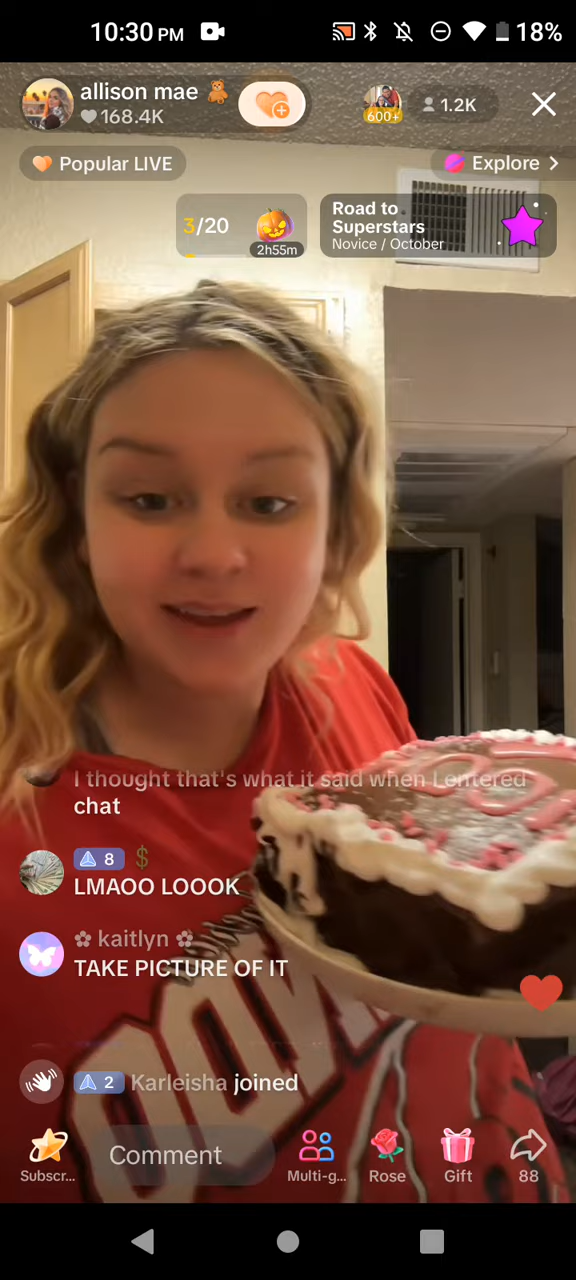 10:30 PM
18%
allison mae 🧸
168.4K
600+
1.2K
Popular LIVE
Explore >
3/20
2h55m
Road to
Superstars
Novice / October
I thought that's what it said when I entered
chat
8 $
LMAOO LOOOK
✿ kaitlyn ✿
TAKE PICTURE OF IT
2 Karleisha joined
Subscr...
Comment
Multi-g...
Rose
Gift
88